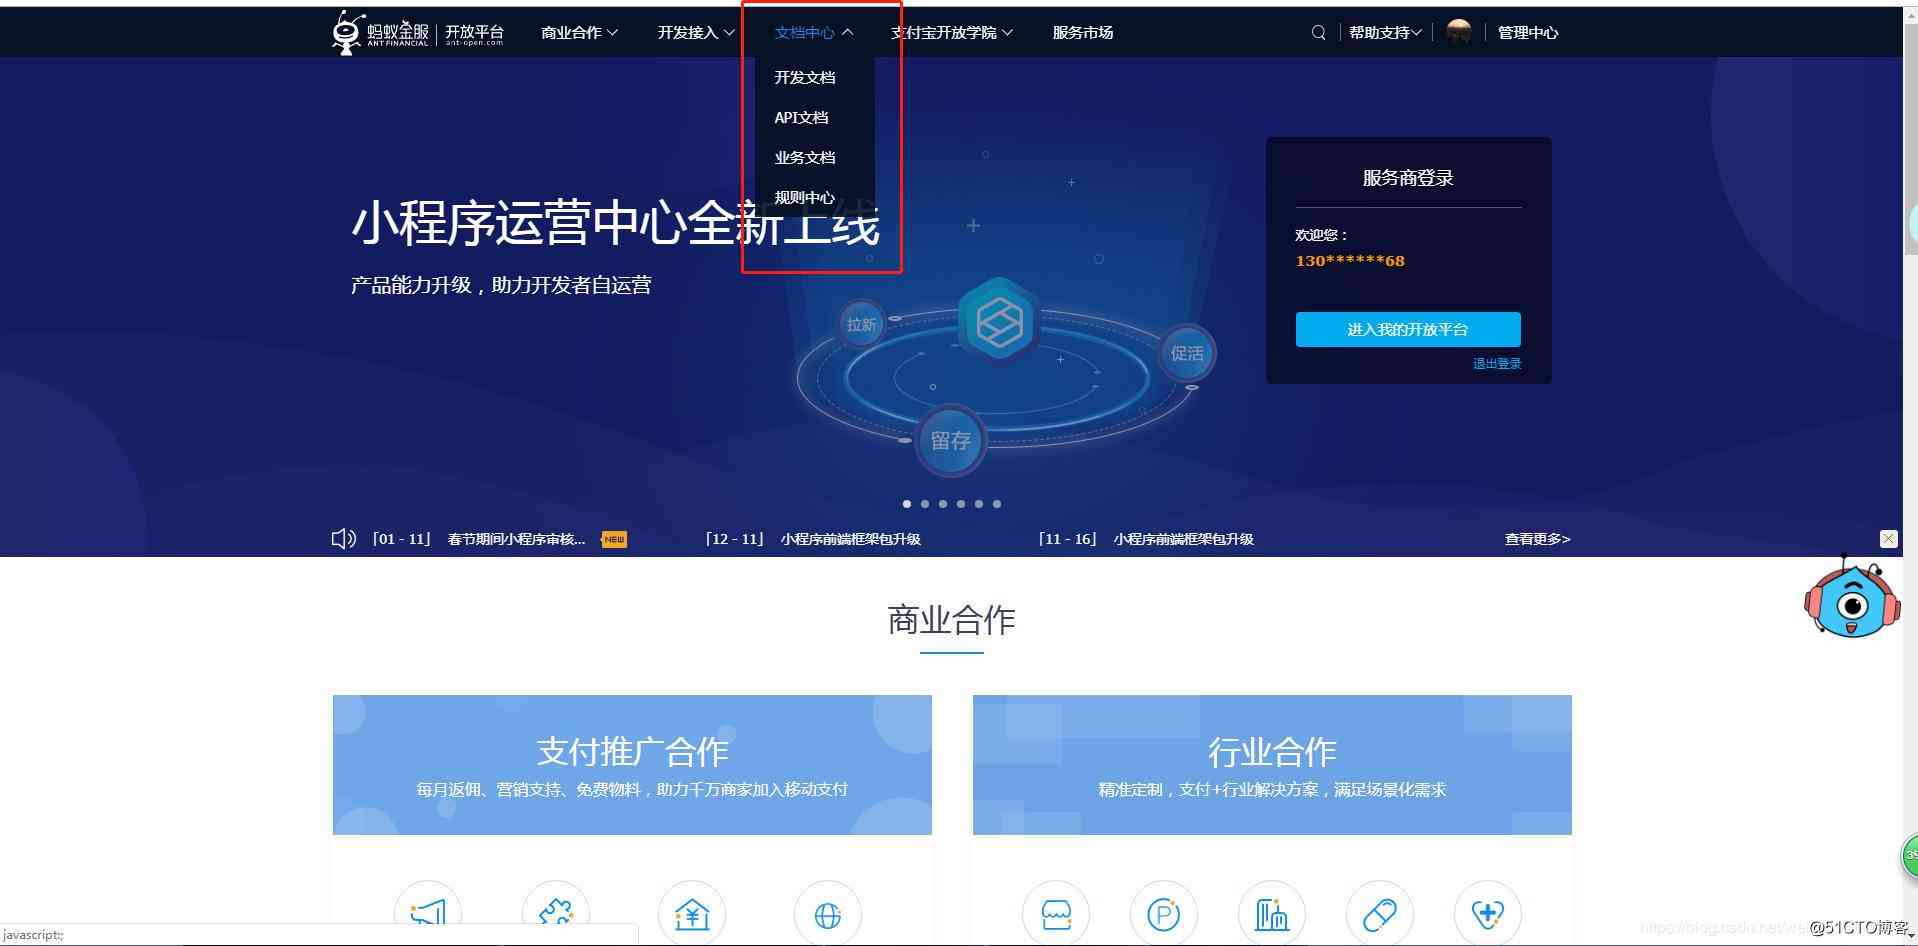 蚂蚁金服 开放平台
ANT FINANCIAL ant-open.com
商业合作 开发接入 文档中心 支付宝开放学院 服务市场 帮助支持 管理中心
开发文档
API文档
业务文档
规则中心
小程序运营中心全新上线
产品能力升级，助力开发者自运营
拉新
促活
留存
服务商登录
欢迎您：
130******68
进入我的开放平台
退出登录
「01 - 11」 春节期间小程序审核... NEW 「12 - 11」 小程序前端框架包升级 「11 - 16」 小程序前端框架包升级 查看更多>
商业合作
支付推广合作
每月返佣、营销支持、免费物料，助力千万商家加入移动支付
行业合作
精准定制，支付+行业解决方案，满足场景化需求
javascript:;
@51CTO博客